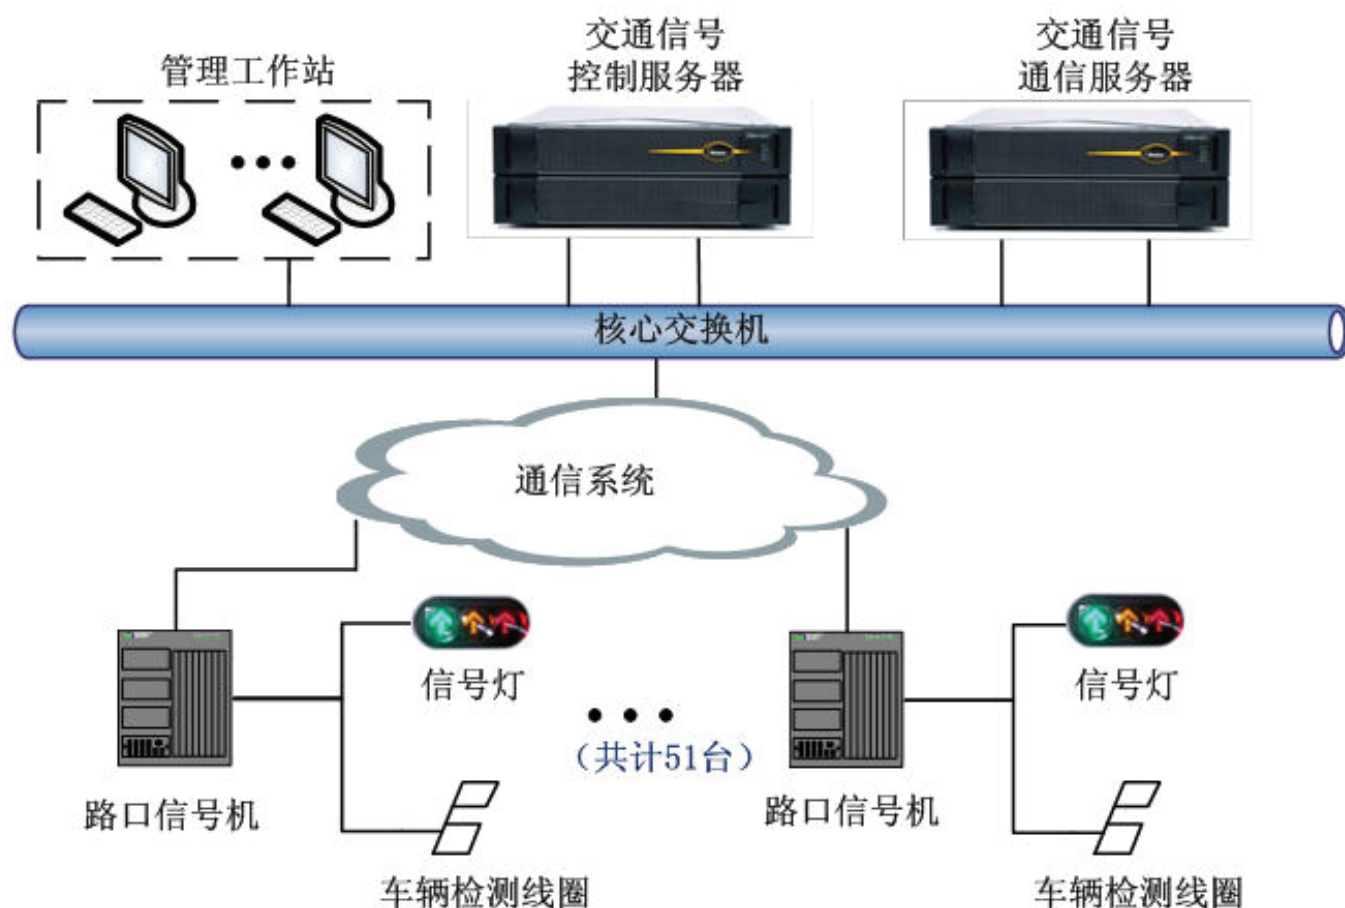 管理工作站
交通信号
控制服务器
交通信号
通信服务器
核心交换机
通信系统
信号灯
信号灯
(共计51台)
路口信号机
路口信号机
车辆检测线圈
车辆检测线圈